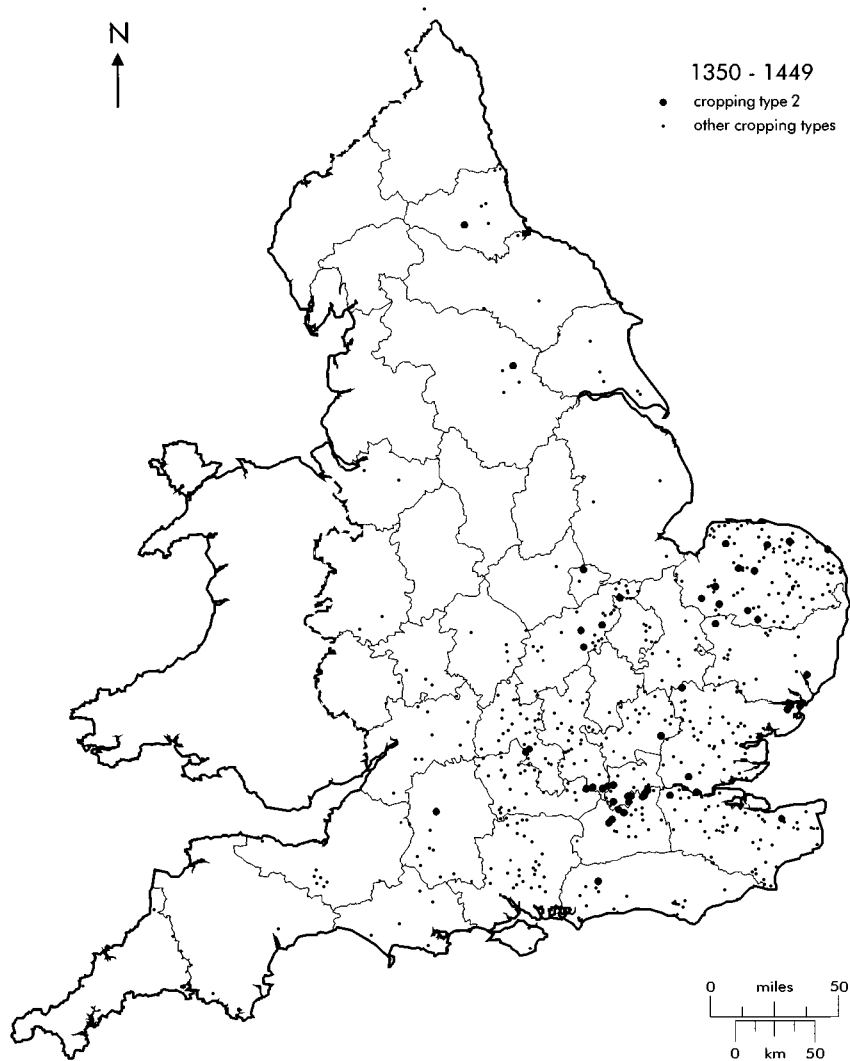 N
1350 - 1449
cropping type 2
other cropping types
0 miles 50
0 km 50